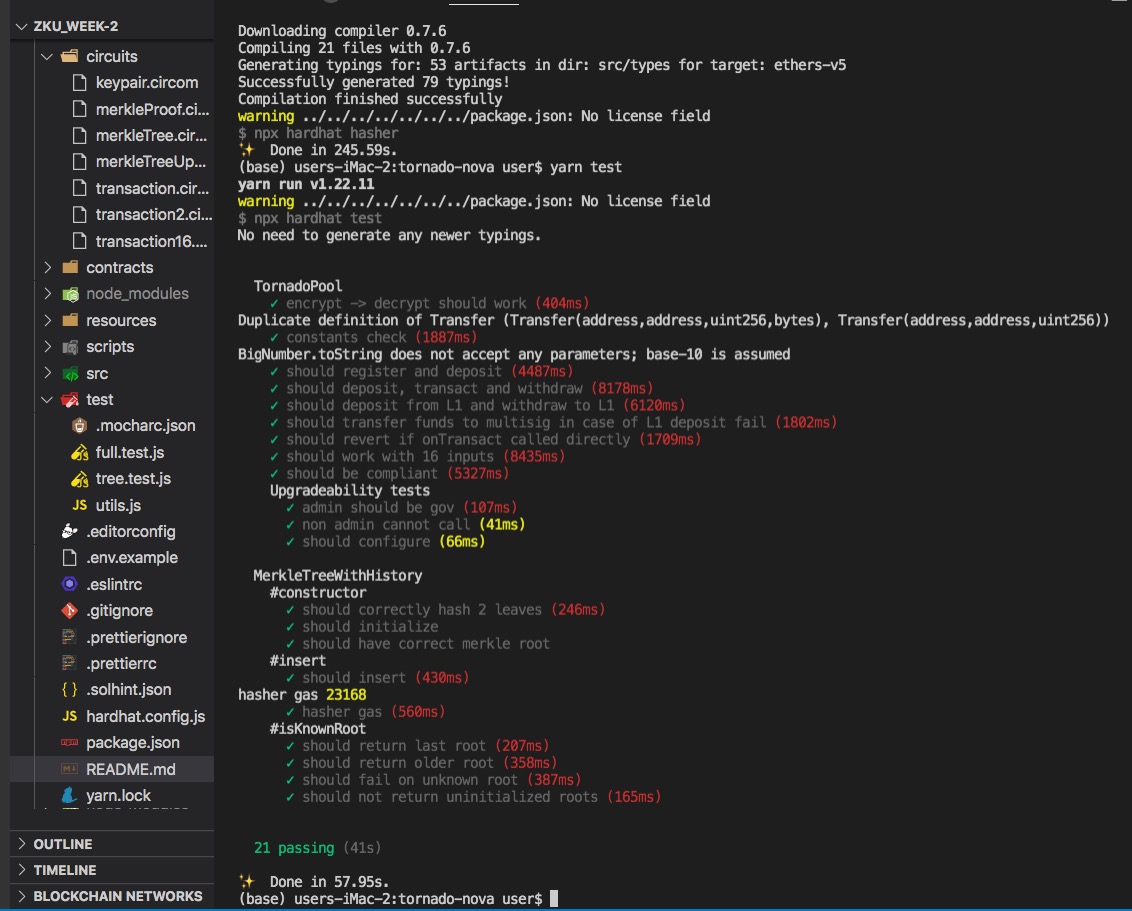 ZKU_WEEK-2
circuits
keypair.circom
merkleProof.ci...
merkleTree.cir...
merkleTreeUp...
transaction.cir...
transaction2.ci...
transaction16....
contracts
node_modules
resources
scripts
src
test
.mocharc.json
full.test.js
tree.test.js
JS utils.js
.editorconfig
.env.example
.eslintrc
.gitignore
.prettierignore
.prettierrc
{ } .solhint.json
JS hardhat.config.js
npm package.json
M↓ README.md
yarn.lock
OUTLINE
TIMELINE
BLOCKCHAIN NETWORKS
Downloading compiler 0.7.6
Compiling 21 files with 0.7.6
Generating typings for: 53 artifacts in dir: src/types for target: ethers-v5
Successfully generated 79 typings!
Compilation finished successfully
warning ../../../../../../../package.json: No license field
$ npx hardhat hasher
✨ Done in 245.59s.
(base) users-iMac-2:tornado-nova user$ yarn test
yarn run v1.22.11
warning ../../../../../../../package.json: No license field
$ npx hardhat test
No need to generate any newer typings.
TornadoPool
✓ encrypt -> decrypt should work (404ms)
Duplicate definition of Transfer (Transfer(address,address,uint256,bytes), Transfer(address,address,uint256))
✓ constants check (1887ms)
BigNumber.toString does not accept any parameters; base-10 is assumed
✓ should register and deposit (4487ms)
✓ should deposit, transact and withdraw (8178ms)
✓ should deposit from L1 and withdraw to L1 (6120ms)
✓ should transfer funds to multisig in case of L1 deposit fail (1802ms)
✓ should revert if onTransact called directly (1709ms)
✓ should work with 16 inputs (8435ms)
✓ should be compliant (5327ms)
Upgradeability tests
✓ admin should be gov (107ms)
✓ non admin cannot call (41ms)
✓ should configure (66ms)
MerkleTreeWithHistory
#constructor
✓ should correctly hash 2 leaves (246ms)
✓ should initialize
✓ should have correct merkle root
#insert
✓ should insert (430ms)
hasher gas 23168
✓ hasher gas (560ms)
#isKnownRoot
✓ should return last root (207ms)
✓ should return older root (358ms)
✓ should fail on unknown root (387ms)
✓ should not return uninitialized roots (165ms)
21 passing (41s)
✨ Done in 57.95s.
(base) users-iMac-2:tornado-nova user$